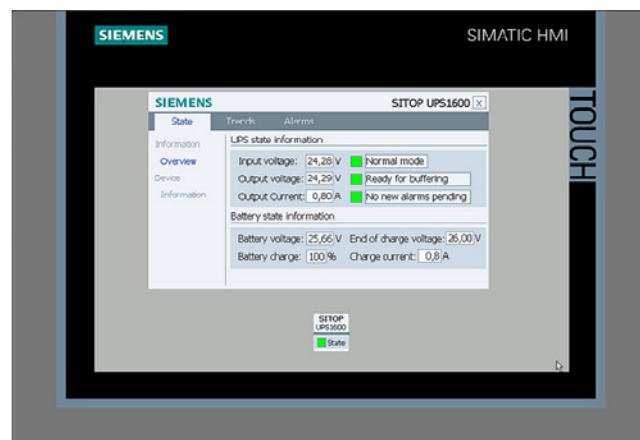 SIEMENS
SIMATIC HMI
TOUCH
SIEMENS
SITOP UPS1600 X
State Trends Alarms
Information
Overview
Device
Information
UPS state information
Input voltage: 24,28 V Normal mode
Output voltage: 24,29 V Ready for buffering
Output Current: 0,80 A No new alarms pending
Battery state information
Battery voltage: 25,66 V End of charge voltage: 26,00 V
Battery charge: 100 % Charge current: 0,8 A
SITOP
UPS1600
State